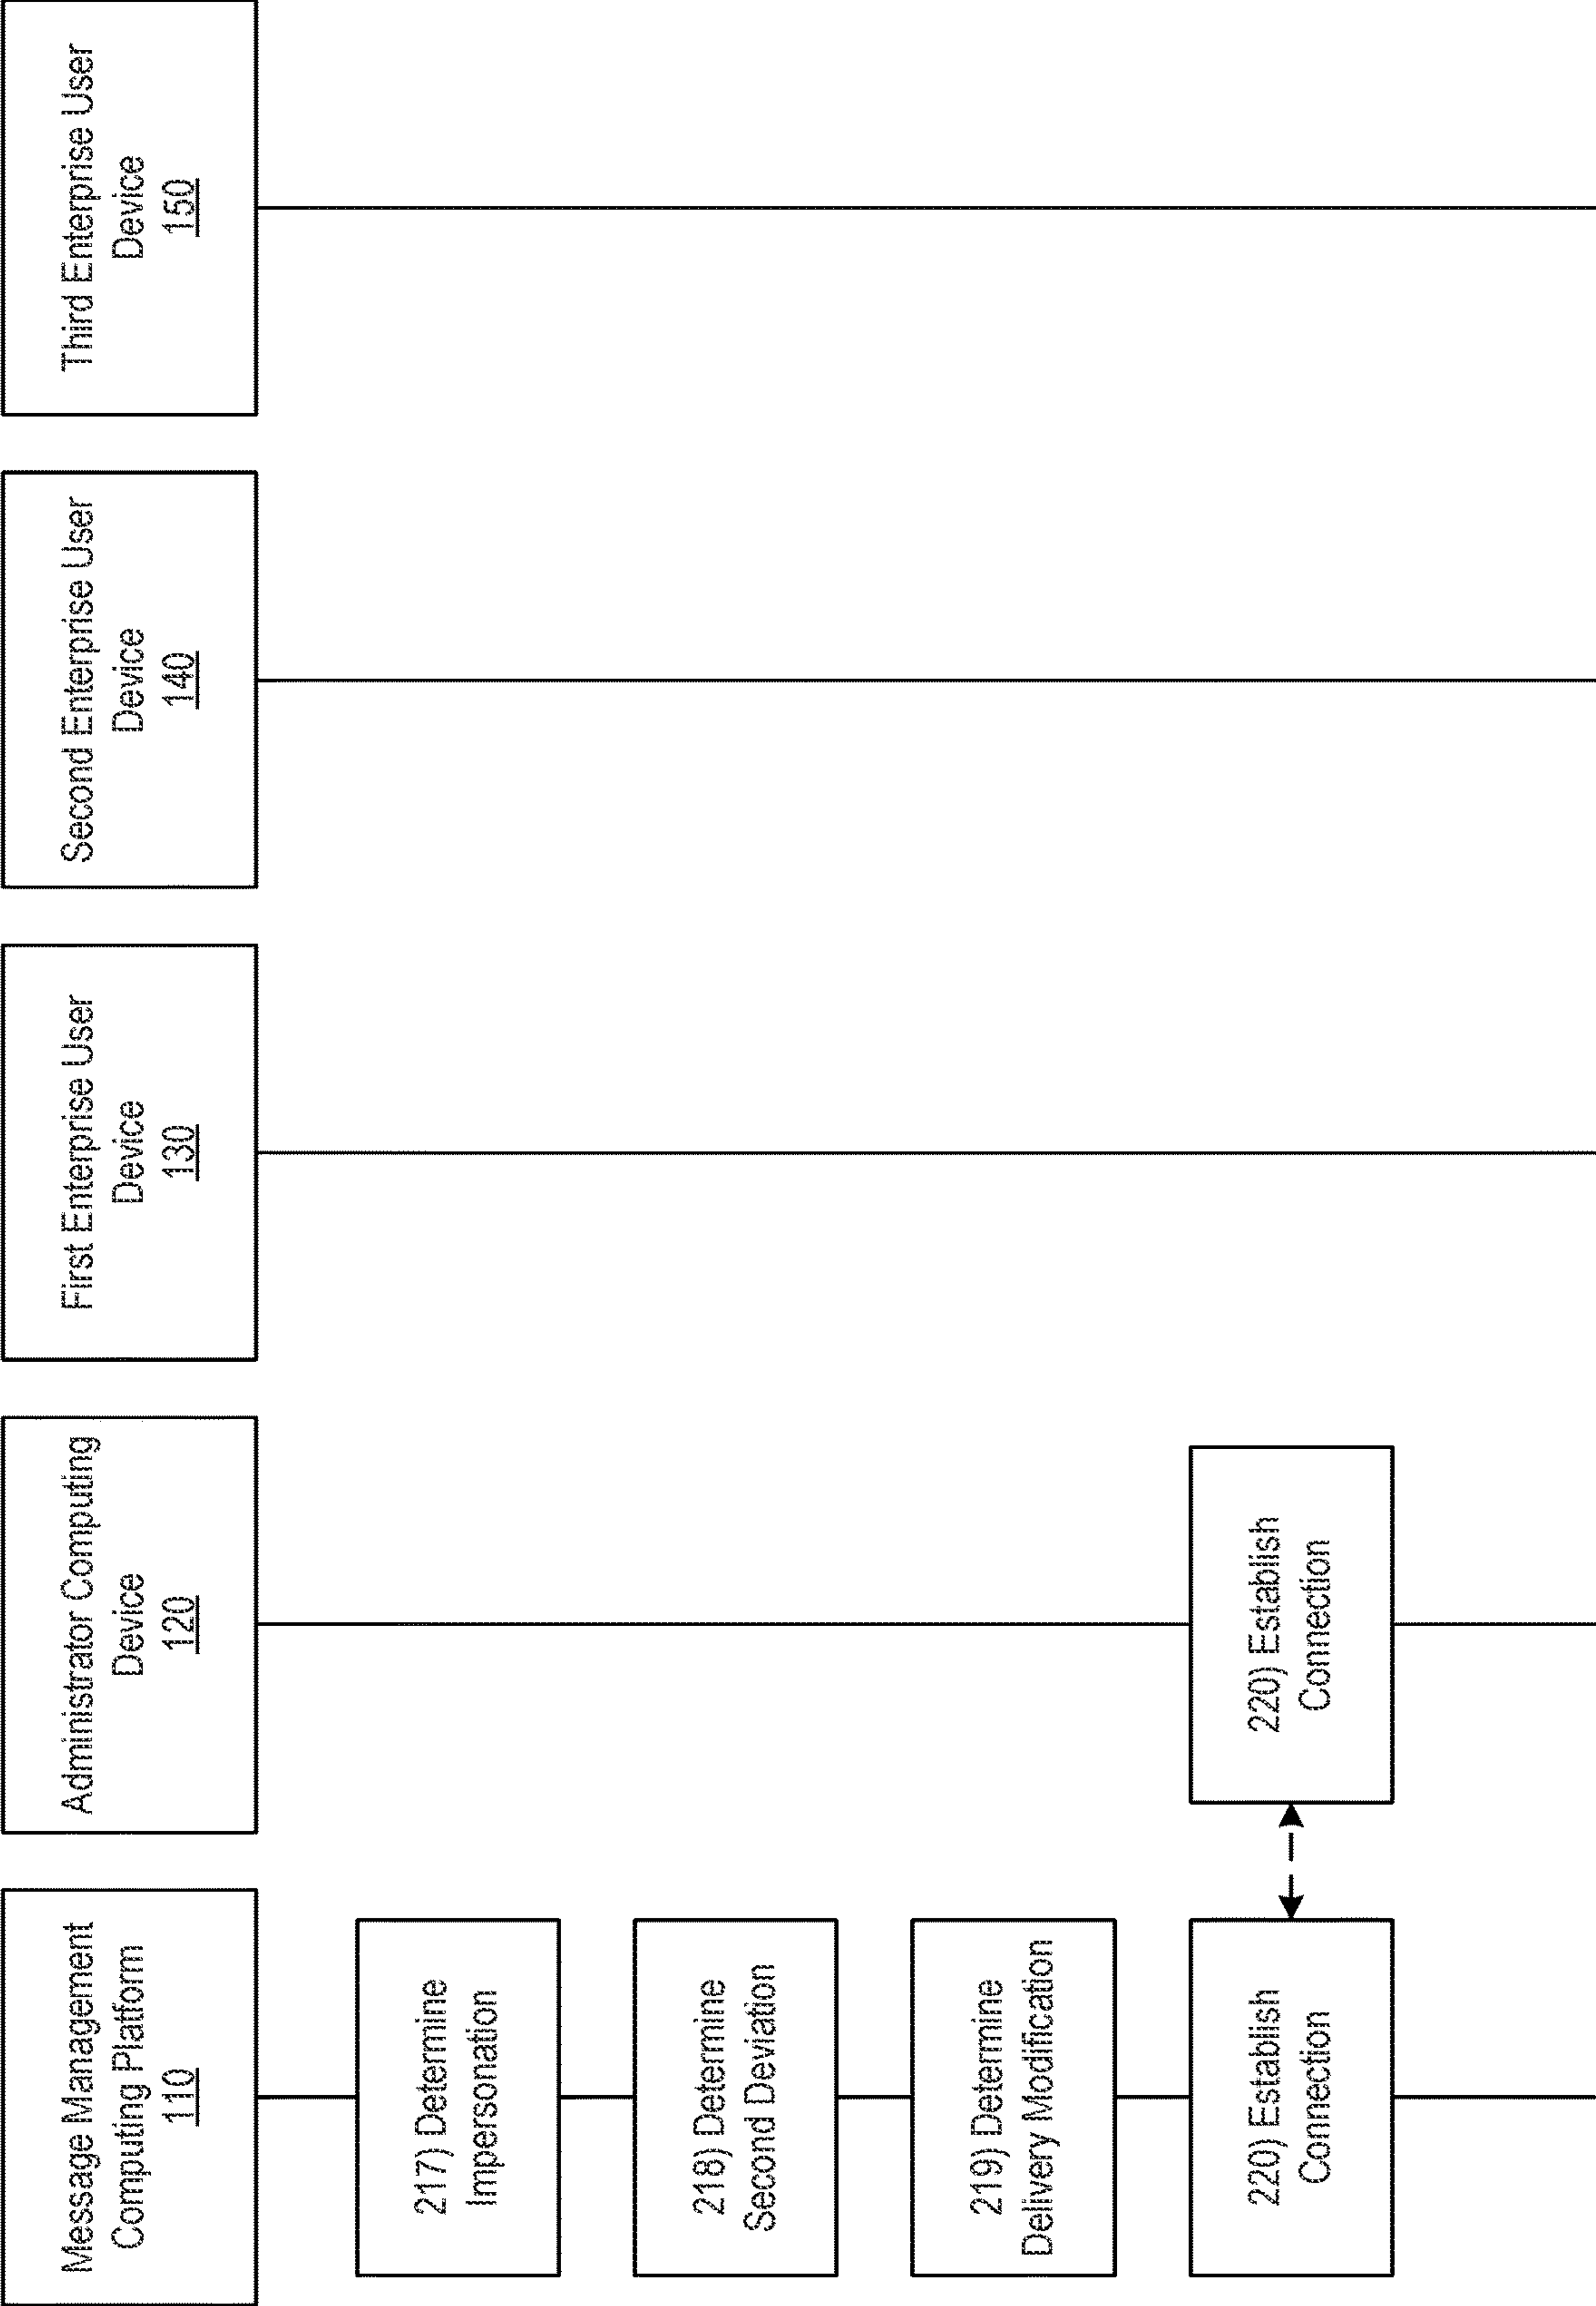 Message Management
Computing Platform
110
Administrator Computing
Device
120
First Enterprise User
Device
130
Second Enterprise User
Device
140
Third Enterprise User
Device
150
217) Determine
Impersonation
218) Determine
Second Deviation
219) Determine
Delivery Modification
220) Establish
Connection
220) Establish
Connection